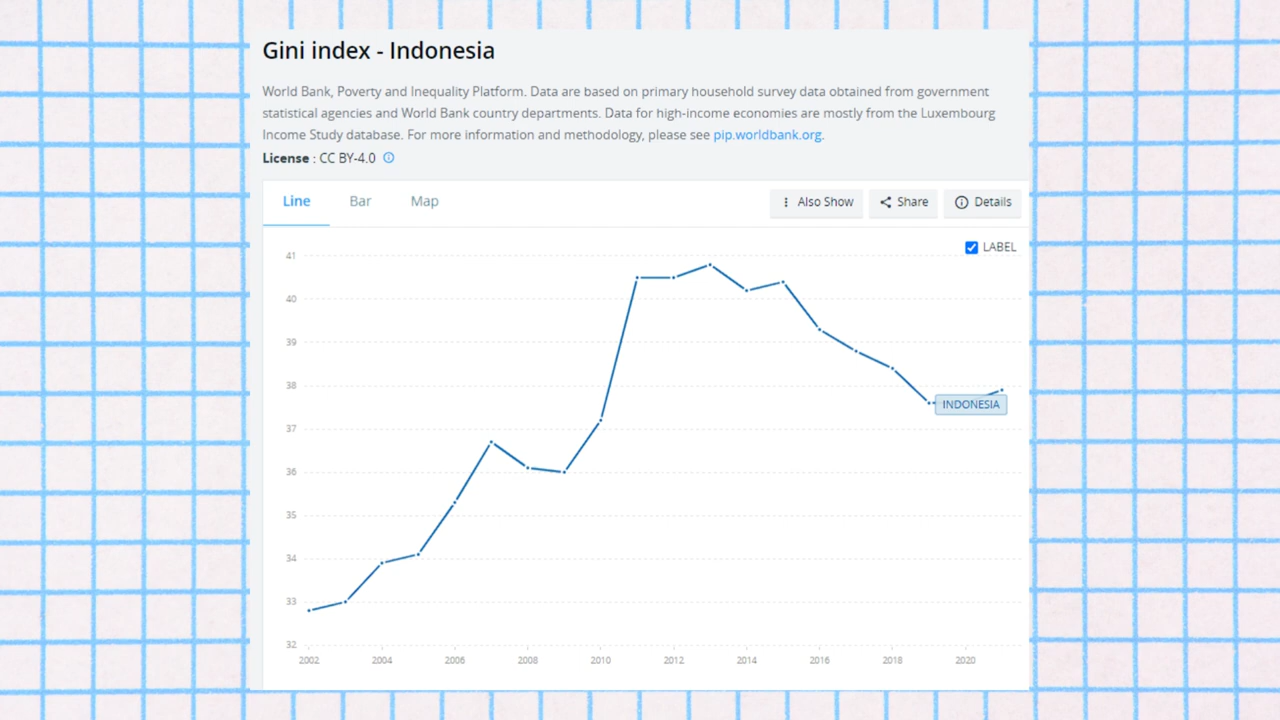 Gini index - Indonesia
World Bank, Poverty and Inequality Platform. Data are based on primary household survey data obtained from government
statistical agencies and World Bank country departments. Data for high-income economies are mostly from the Luxembourg
Income Study database. For more information and methodology, please see pip.worldbank.org.
License : CC BY-4.0
Line Bar Map Also Show Share Details
LABEL
41
40
39
38
INDONESIA
37
36
35
34
33
32
2002 2004 2006 2008 2010 2012 2014 2016 2018 2020